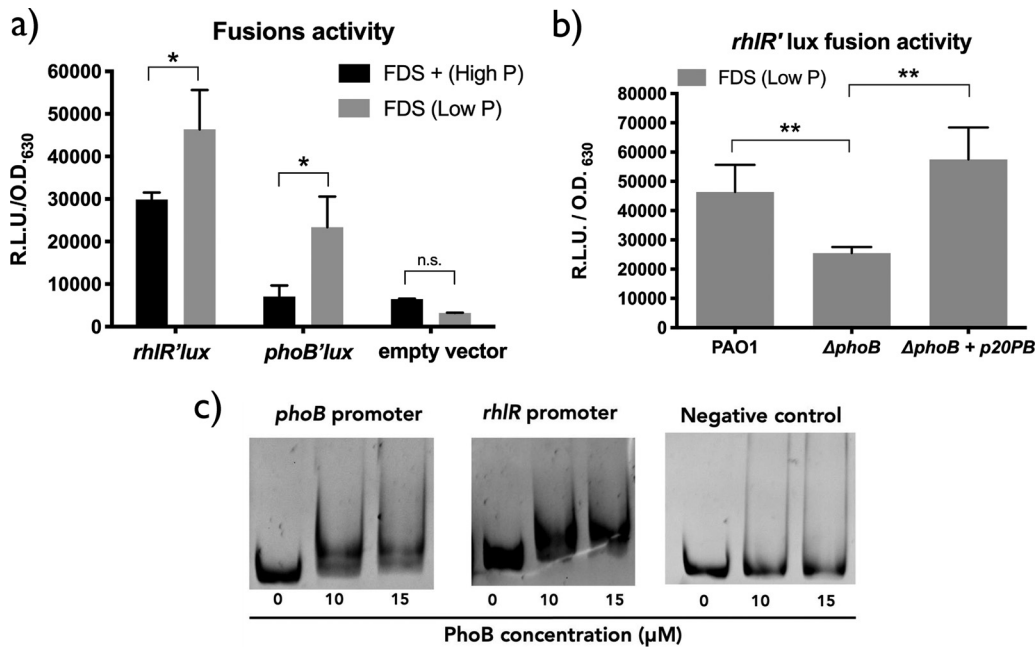 a)
Fusions activity
FDS + (High P)
FDS (Low P)
R.L.U./O.D.630
60000
50000
40000
30000
20000
10000
0
*
*
n.s.
rhlR'lux
phoB'lux
empty vector
b)
rhlR' lux fusion activity
FDS (Low P)
R.L.U. / O.D. 630
80000
70000
60000
50000
40000
30000
20000
10000
0
**
**
PAO1
ΔphoB
ΔphoB + p20PB
c)
phoB promoter
rhlR promoter
Negative control
0 10 15
0 10 15
0 10 15
PhoB concentration (μM)